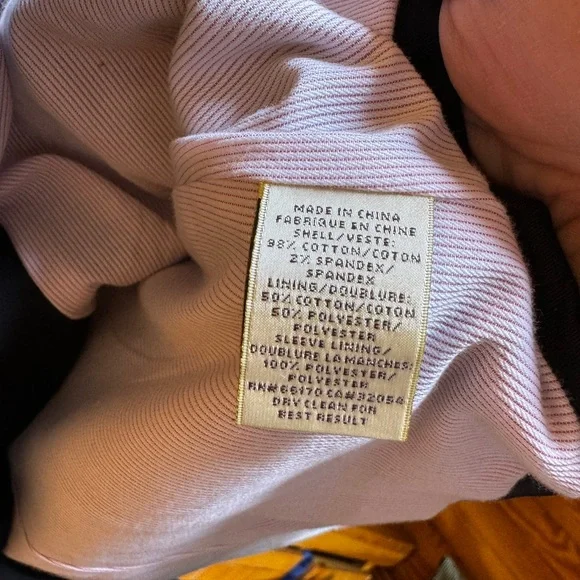 MADE IN CHINA
FABRIQUE EN CHINE
SHELL/VESTE:
98% COTTON/COTON
2% SPANDEX/
SPANDEX
LINING/DOUBLURE:
50% COTTON/COTON
50% POLYESTER/
POLYESTER
SLEEVE LINING/
DOUBLURE LA MANCHES:
100% POLYESTER/
POLYESTER
RN#66170 CA#32054
DRY CLEAN FOR
BEST RESULT